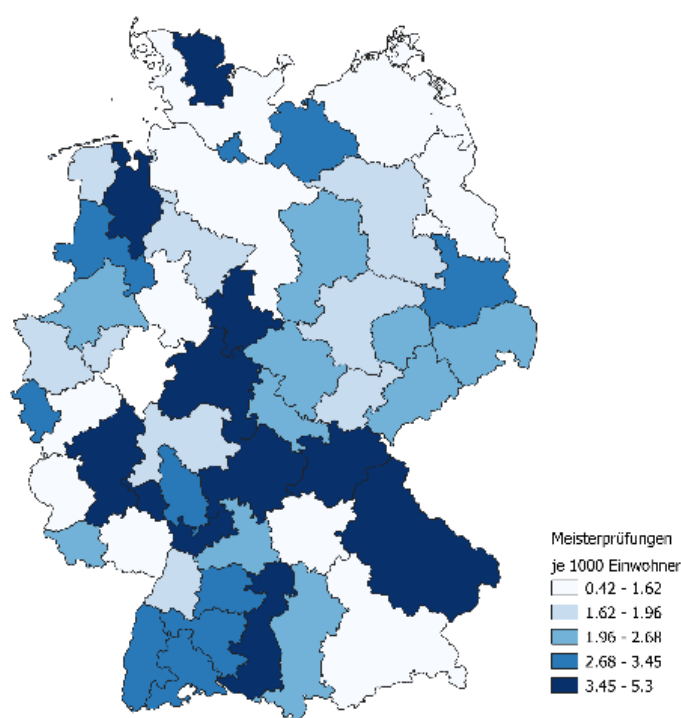 Meisterprüfungen
je 1000 Einwohner
0.42 - 1.62
1.62 - 1.96
1.96 - 2.68
2.68 - 3.45
3.45 - 5.3